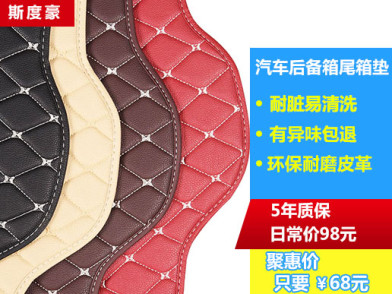 斯度豪
汽车后备箱尾箱垫
• 耐脏易清洗
• 有异味包退
• 环保耐磨皮革
5年质保
日常价98元
聚惠价
只要 ¥68元